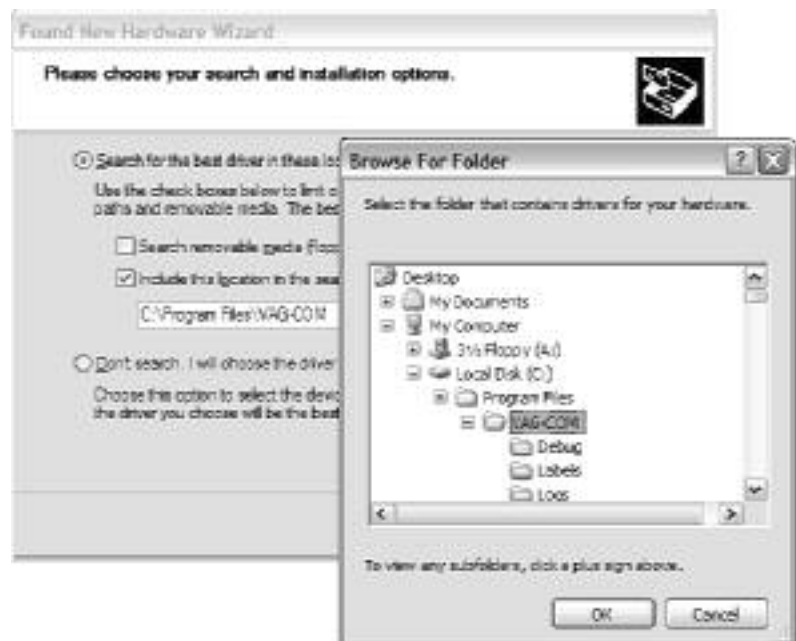 Found New Hardware Wizard
Please choose your search and installation options.
Search for the best driver in these loc
Use the check boxes below to limit o
paths and removable media. The bes
Search removable media (flopp
Include this location in the sear
C:\Program Files\VAG-COM
Don't search. I will choose the driver
Choose this option to select the devic
the driver you choose will be the best
Browse For Folder
Select the folder that contains drivers for your hardware.
Desktop
My Documents
My Computer
3½ Floppy (A:)
Local Disk (C:)
Program Files
VAG-COM
Debug
Labels
Logs
To view any subfolders, click a plus sign above.
OK
Cancel